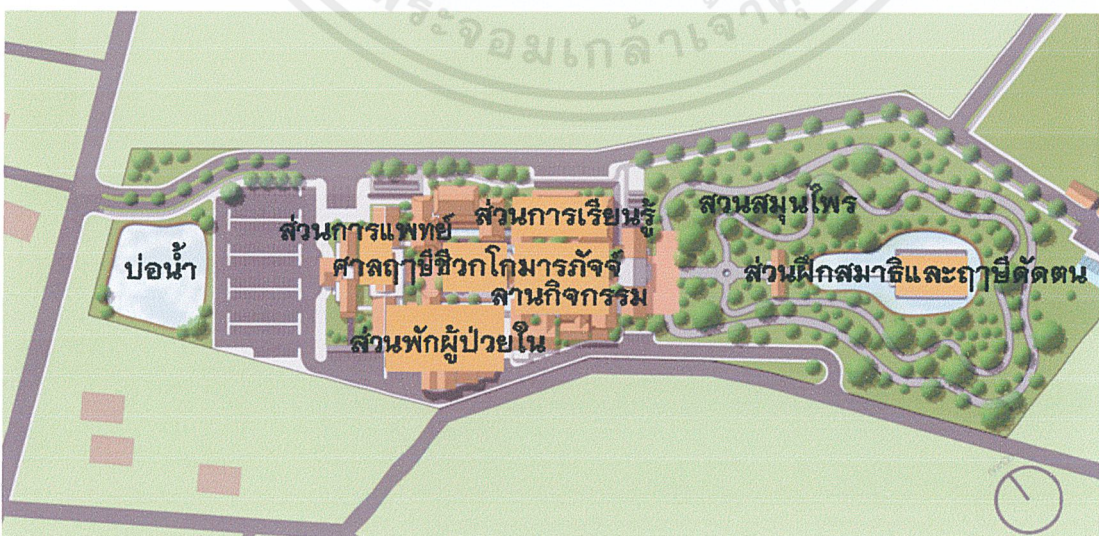 พระจอมเกล้าเจ้าคุ
ส่วนการเรียนรู้
สวนสมุนไพร
ส่วนการแพทย์
บ่อน้ำ
ศาลฤาษีชีวกโกมารภัจจ์
ส่วนฝึกสมาธิและฤาษีดัดตน
ลานกิจกรรม
ส่วนพักผู้ป่วยใน